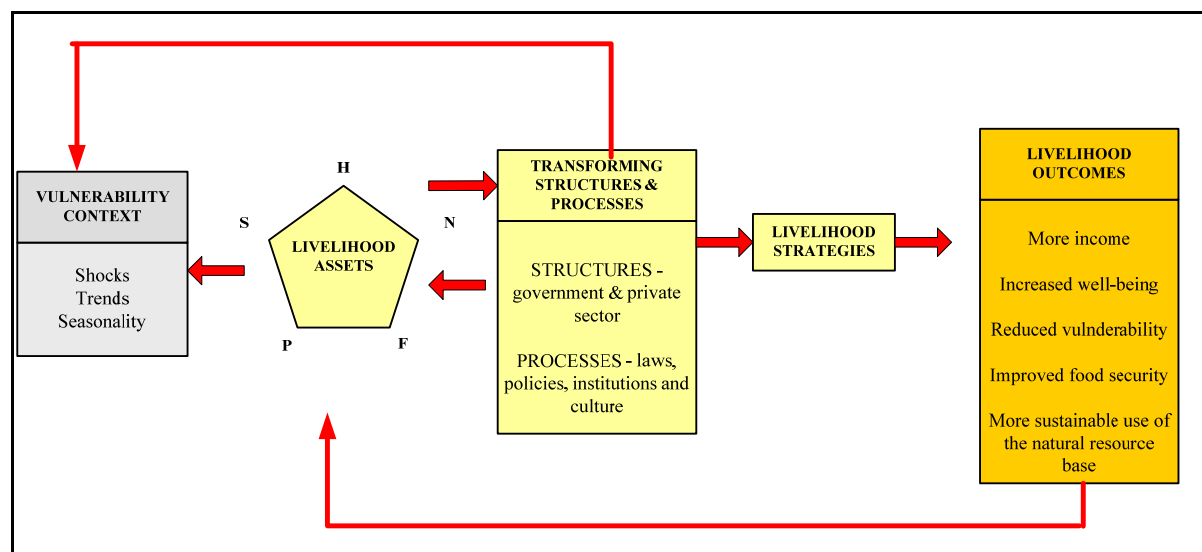 VULNERABILITY
CONTEXT
Shocks
Trends
Seasonality
H
S
N
LIVELIHOOD
ASSETS
P
F
TRANSFORMING
STRUCTURES &
PROCESSES
STRUCTURES -
government & private
sector
PROCESSES - laws,
policies, institutions and
culture
LIVELIHOOD
STRATEGIES
LIVELIHOOD
OUTCOMES
More income
Increased well-being
Reduced vulnderability
Improved food security
More sustainable use of
the natural resource
base